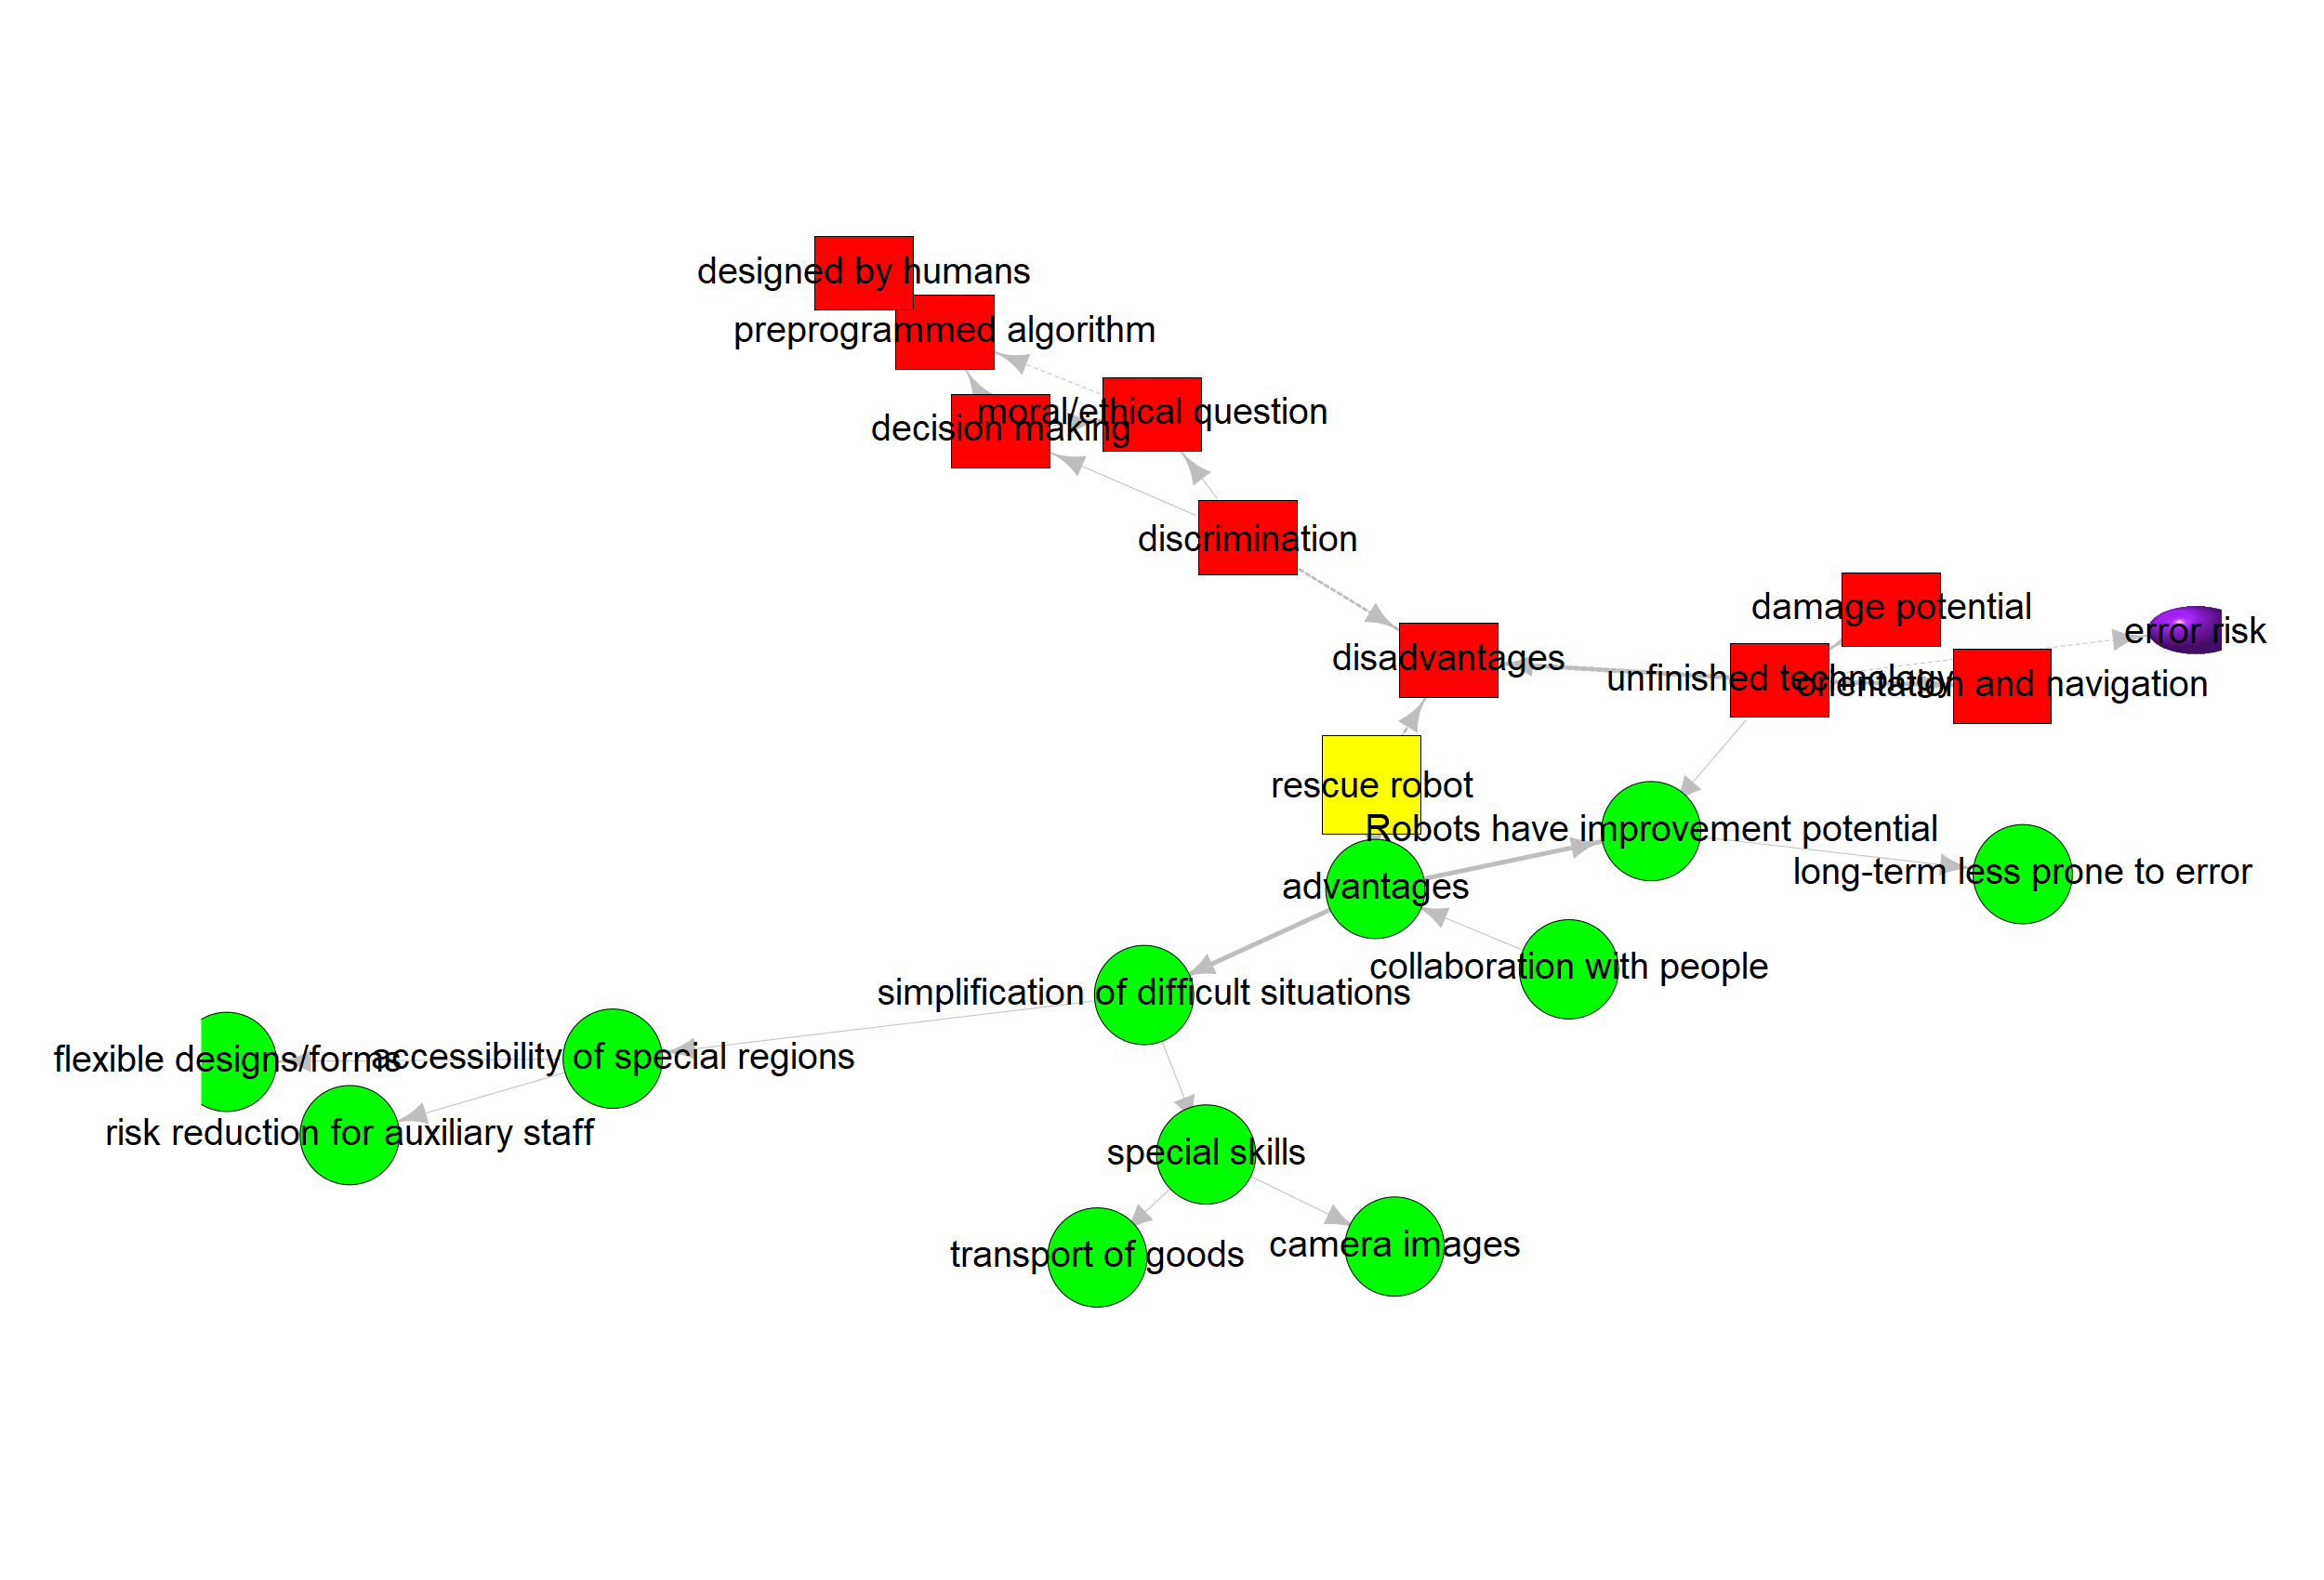 designed by humans
preprogrammed algorithm
moral/ethical question
decision making
discrimination
damage potential
error risk
disadvantages
unfinished technology
orientation and navigation
rescue robot
Robots have improvement potential
long-term less prone to error
advantages
collaboration with people
simplification of difficult situations
flexible designs/forms
accessibility of special regions
risk reduction for auxiliary staff
special skills
transport of goods
camera images